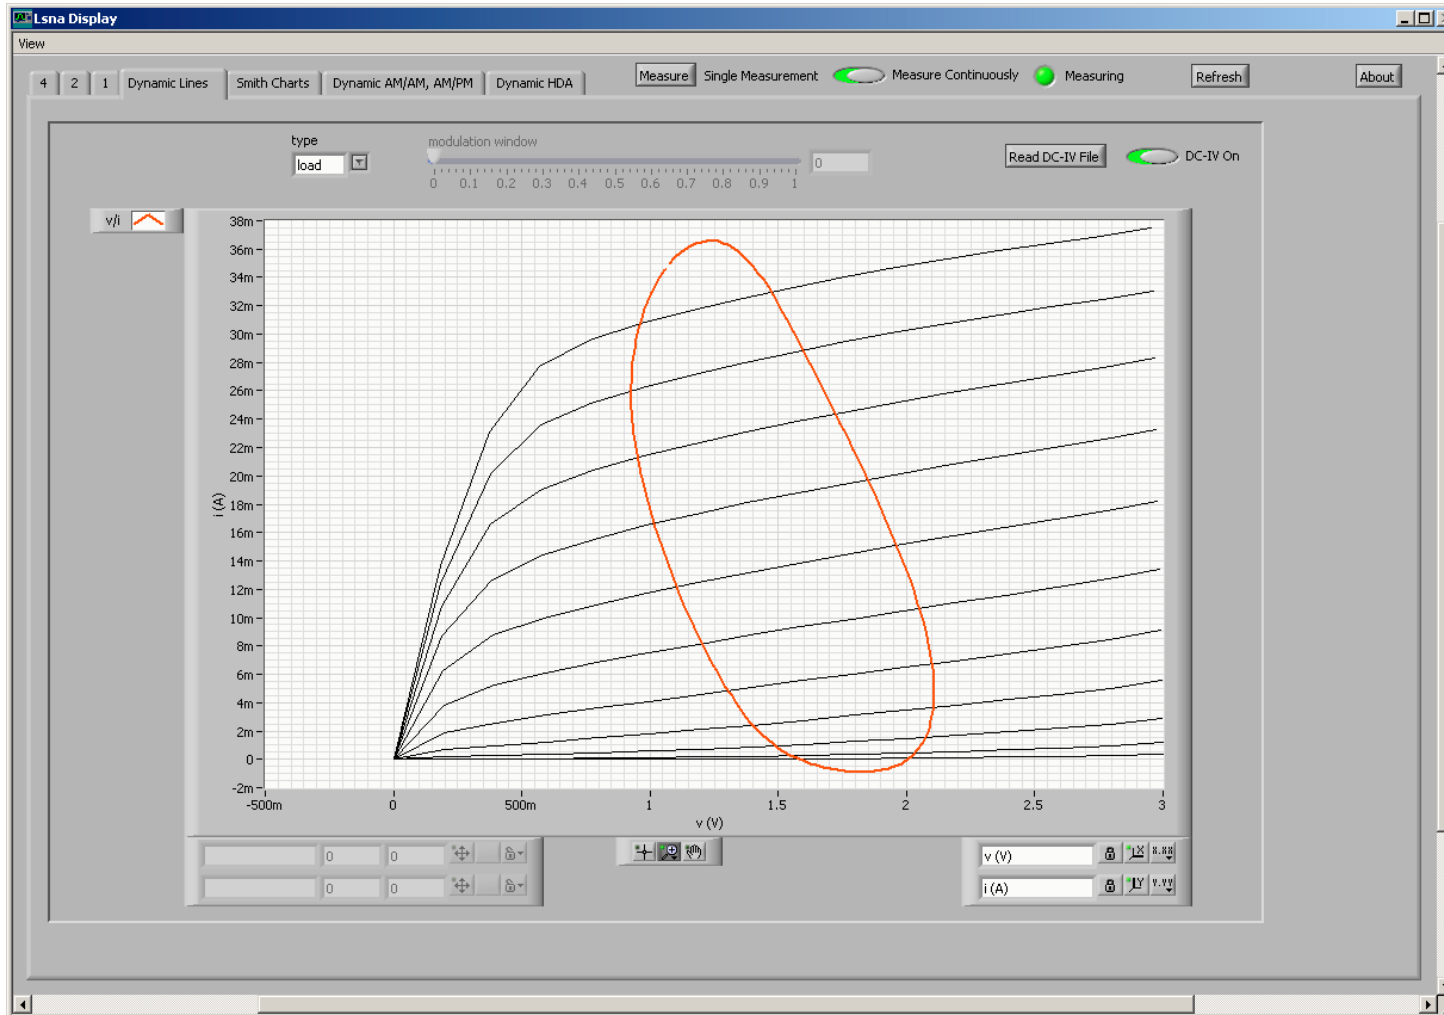 Lsna Display
View
4 2 1 Dynamic Lines Smith Charts Dynamic AM/AM, AM/PM Dynamic HDA Measure Single Measurement Measure Continuously Measuring Refresh About
type modulation window
load 0 Read DC-IV File DC-IV On
0 0.1 0.2 0.3 0.4 0.5 0.6 0.7 0.8 0.9 1
v/i
38m
36m
34m
32m
30m
28m
26m
24m
22m
20m
18m
16m
14m
12m
10m
8m
6m
4m
2m
0
-2m
i (A)
-500m 0 500m 1 1.5 2 2.5 3
v (V)
0 0 v (V) X X.XX
0 0 i (A) Y Y.YY